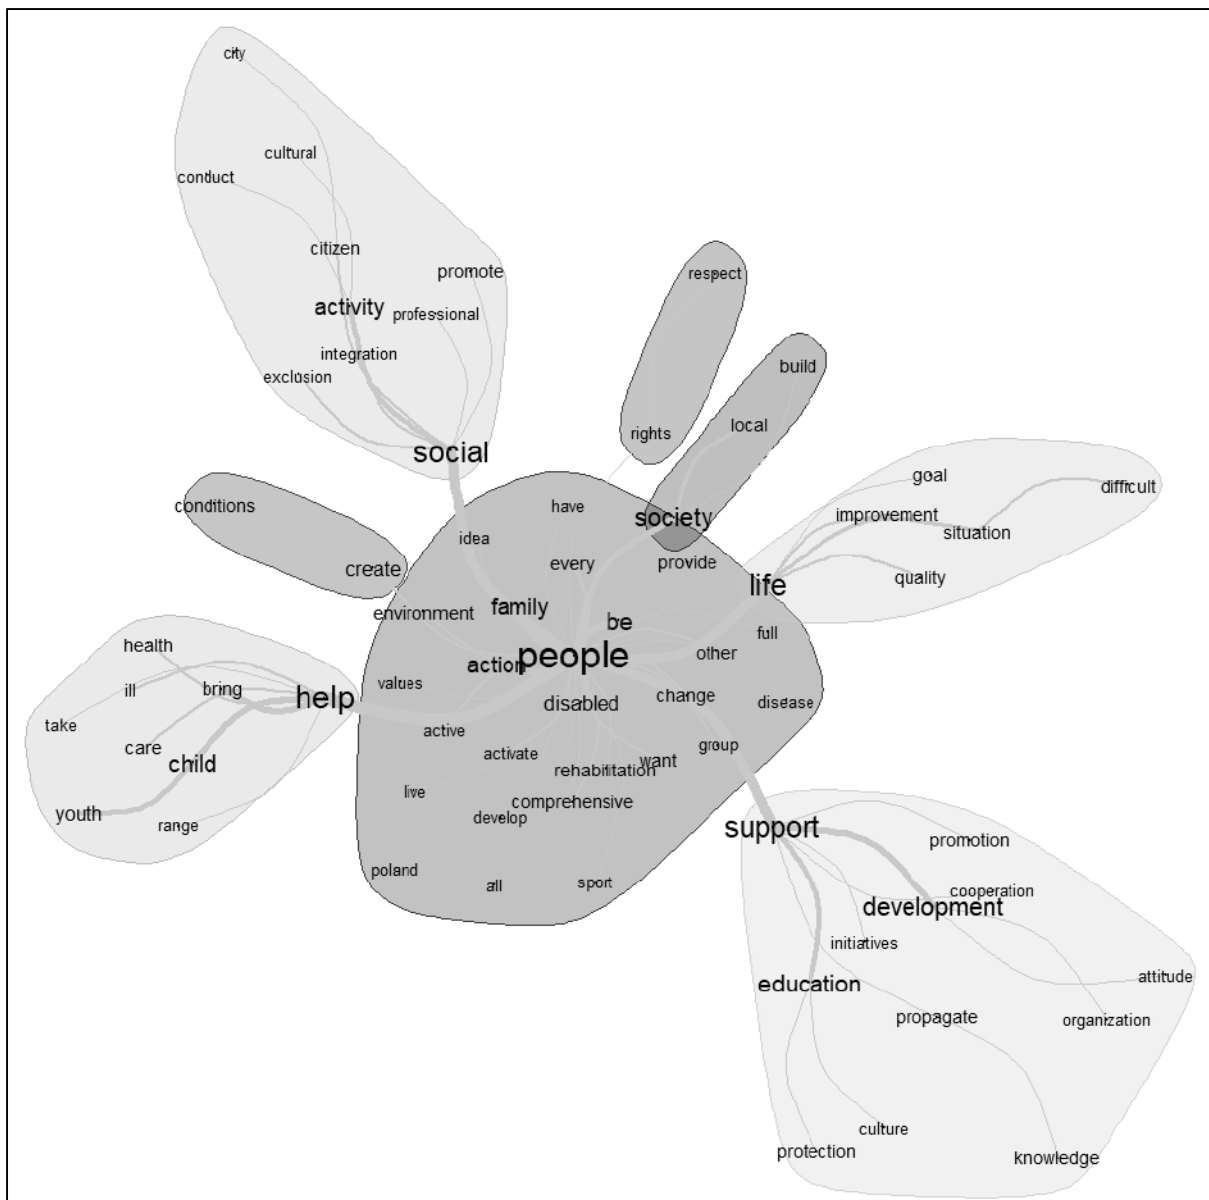 city
cultural
conduct
citizen
promote
respect
activity
professional
integration
exclusion
build
local
rights
social
goal
difficult
conditions
have
society
improvement
situation
idea
every
provide
create
life
quality
environment
family
be
full
health
people
other
action
ill
bring
help
values
change
disease
disabled
take
active
care
group
activate
want
child
rehabilitation
live
comprehensive
youth
range
develop
support
promotion
poland
all
sport
cooperation
development
initiatives
education
attitude
propagate
organization
culture
protection
knowledge